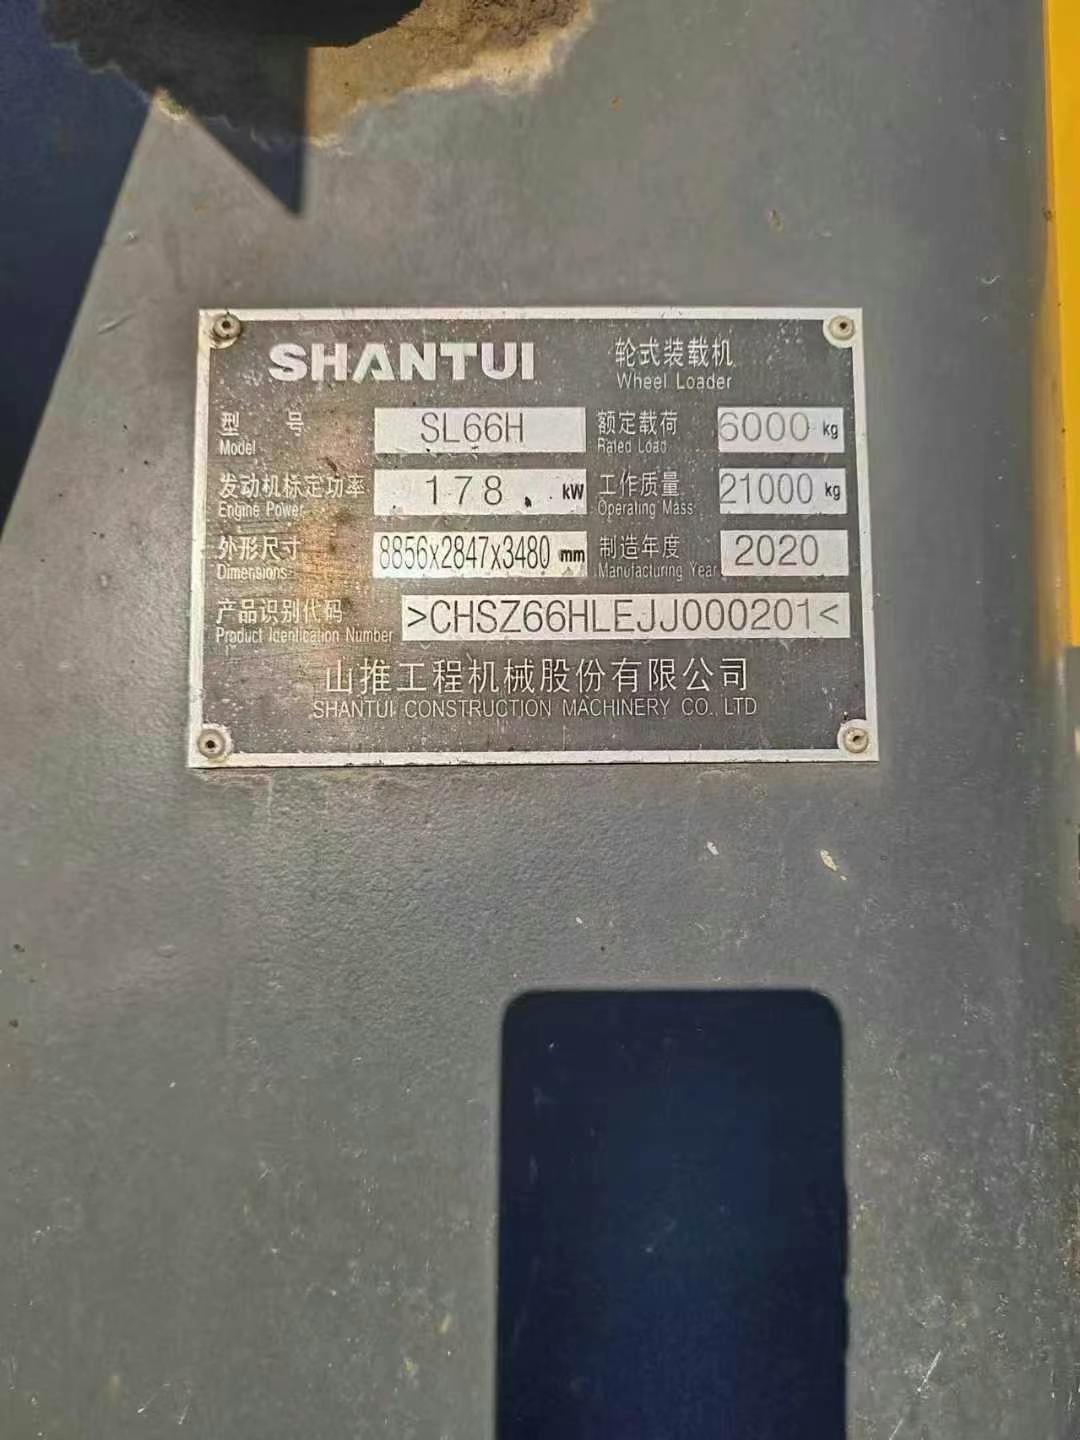 SHANTUI 轮式装载机
Wheel Loader
型 号 SL66H 额定载荷 6000 kg
Model Rated Load
发动机标定功率 178 kW 工作质量 21000 kg
Engine Power Operating Mass
外形尺寸 8856x2847x3480 mm 制造年度 2020
Dimensions Manufacturing Year
产品识别代码 >CHSZ66HLEJJ000201<
Product Identication Number
山推工程机械股份有限公司
SHANTUI CONSTRUCTION MACHINERY CO., LTD